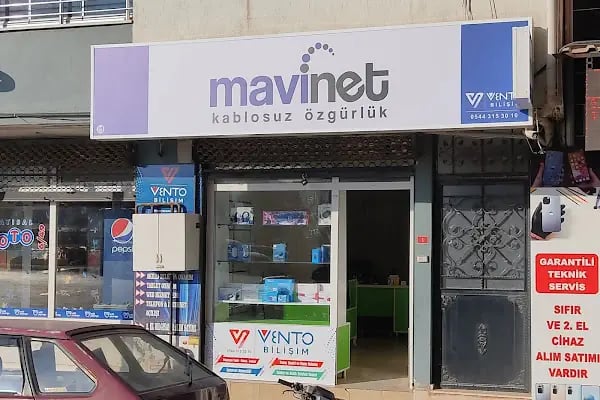 mavinet
kablosuz özgürlük
VENTO
BİLİŞİM
0544 315 30 10
VENTO
BİLİŞİM
pepsi
VENTO
BİLİŞİM
GARANTİLİ
TEKNİK
SERVİS
SIFIR
VE 2. EL
CİHAZ
ALIM SATIMI
VARDIR